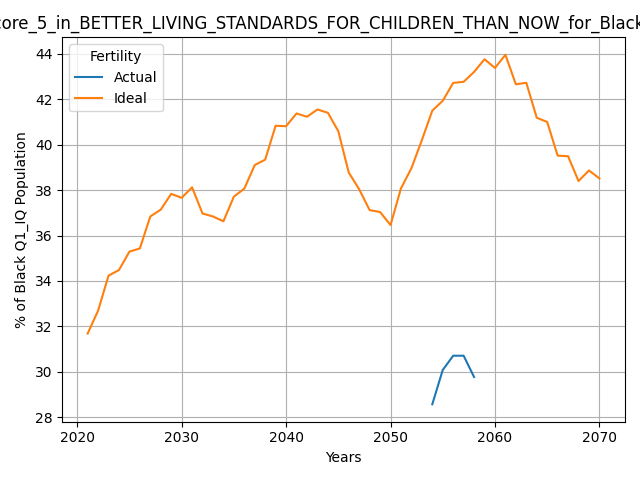 core_5_in_BETTER_LIVING_STANDARDS_FOR_CHILDREN_THAN_NOW_for_Black
Fertility
Actual
Ideal
% of Black Q1_IQ Population
44
42
40
38
36
34
32
30
28
2020
2030
2040
2050
2060
2070
Years